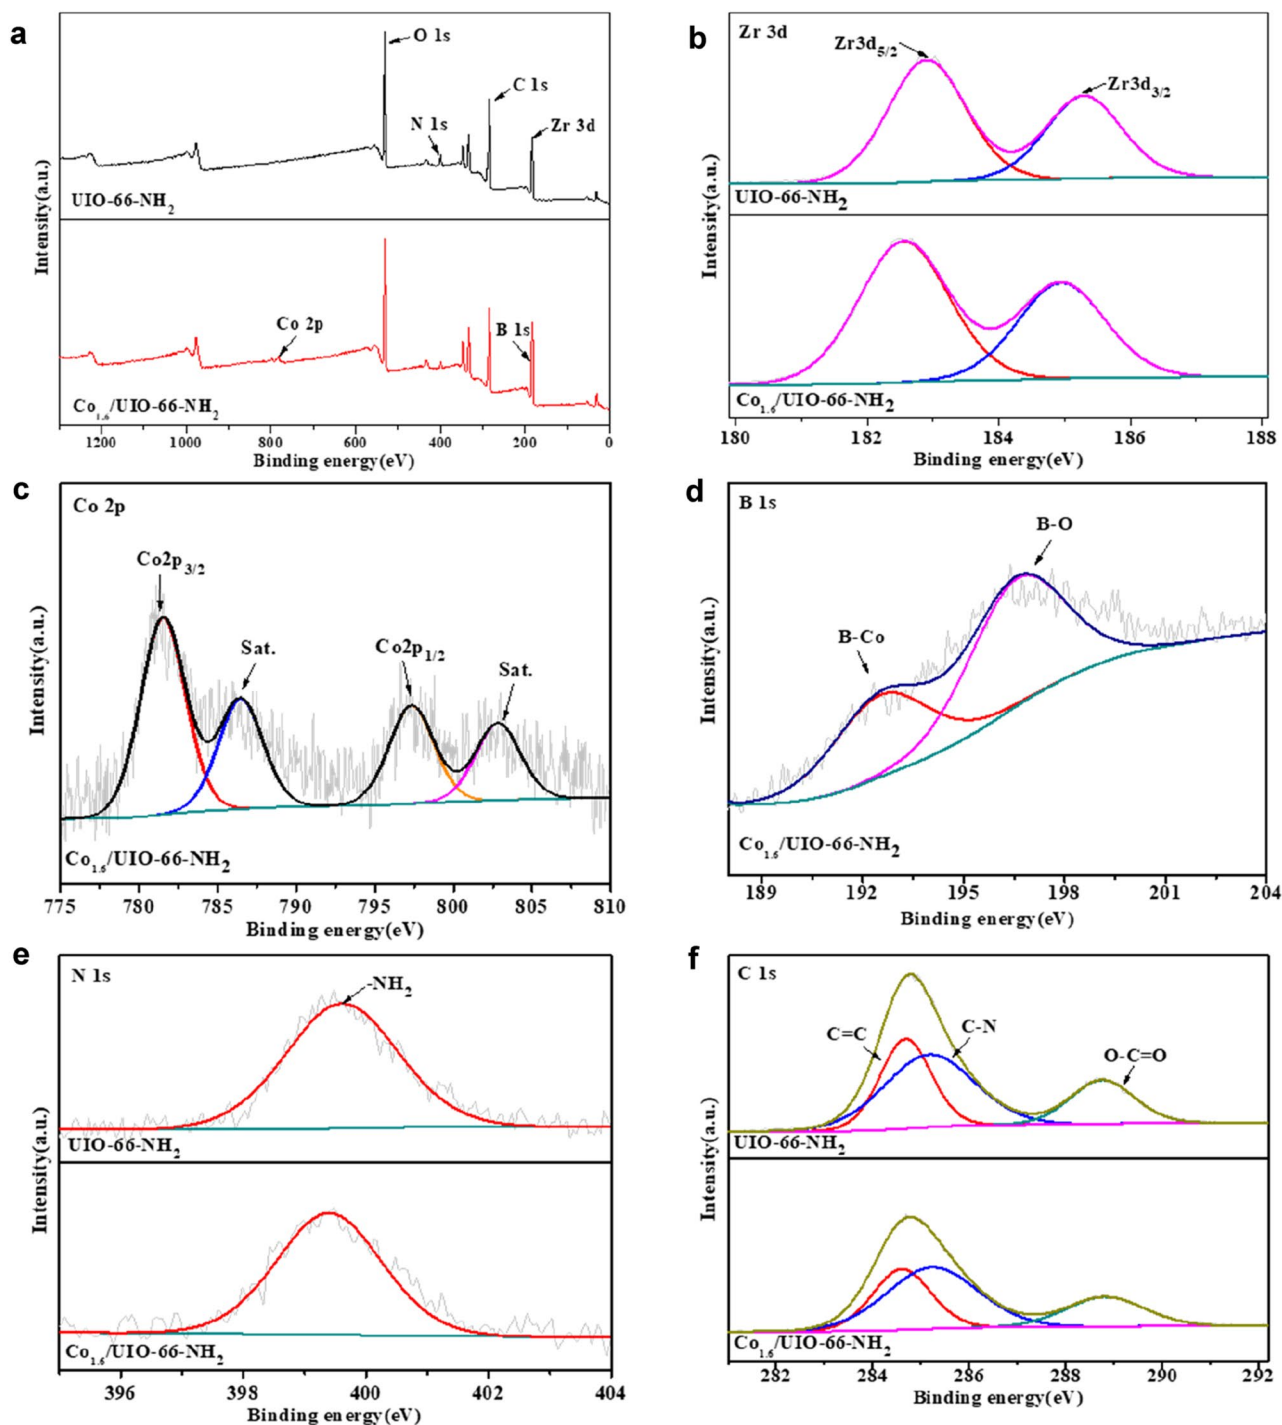 a
O 1s
C 1s
N 1s
Zr 3d
UIO-66-NH2
Co 2p
B 1s
Co1.6/UIO-66-NH2
Intensity(a.u.)
1200 1000 800 600 400 200 0
Binding energy(eV)
b
Zr 3d
Zr3d5/2
Zr3d3/2
UIO-66-NH2
Co1.6/UIO-66-NH2
Intensity(a.u.)
180 182 184 186 188
Binding energy(eV)
c
Co 2p
Co2p3/2
Sat.
Co2p1/2
Sat.
Co1.6/UIO-66-NH2
Intensity(a.u.)
775 780 785 790 795 800 805 810
Binding energy(eV)
d
B 1s
B-O
B-Co
Co1.6/UIO-66-NH2
Intensity(a.u.)
189 192 195 198 201 204
Binding energy(eV)
e
N 1s
-NH2
UIO-66-NH2
Co1.6/UIO-66-NH2
Intensity(a.u.)
396 398 400 402 404
Binding energy(eV)
f
C 1s
C=C
C-N
O-C=O
UIO-66-NH2
Co1.6/UIO-66-NH2
Intensity(a.u.)
282 284 286 288 290 292
Binding energy(eV)